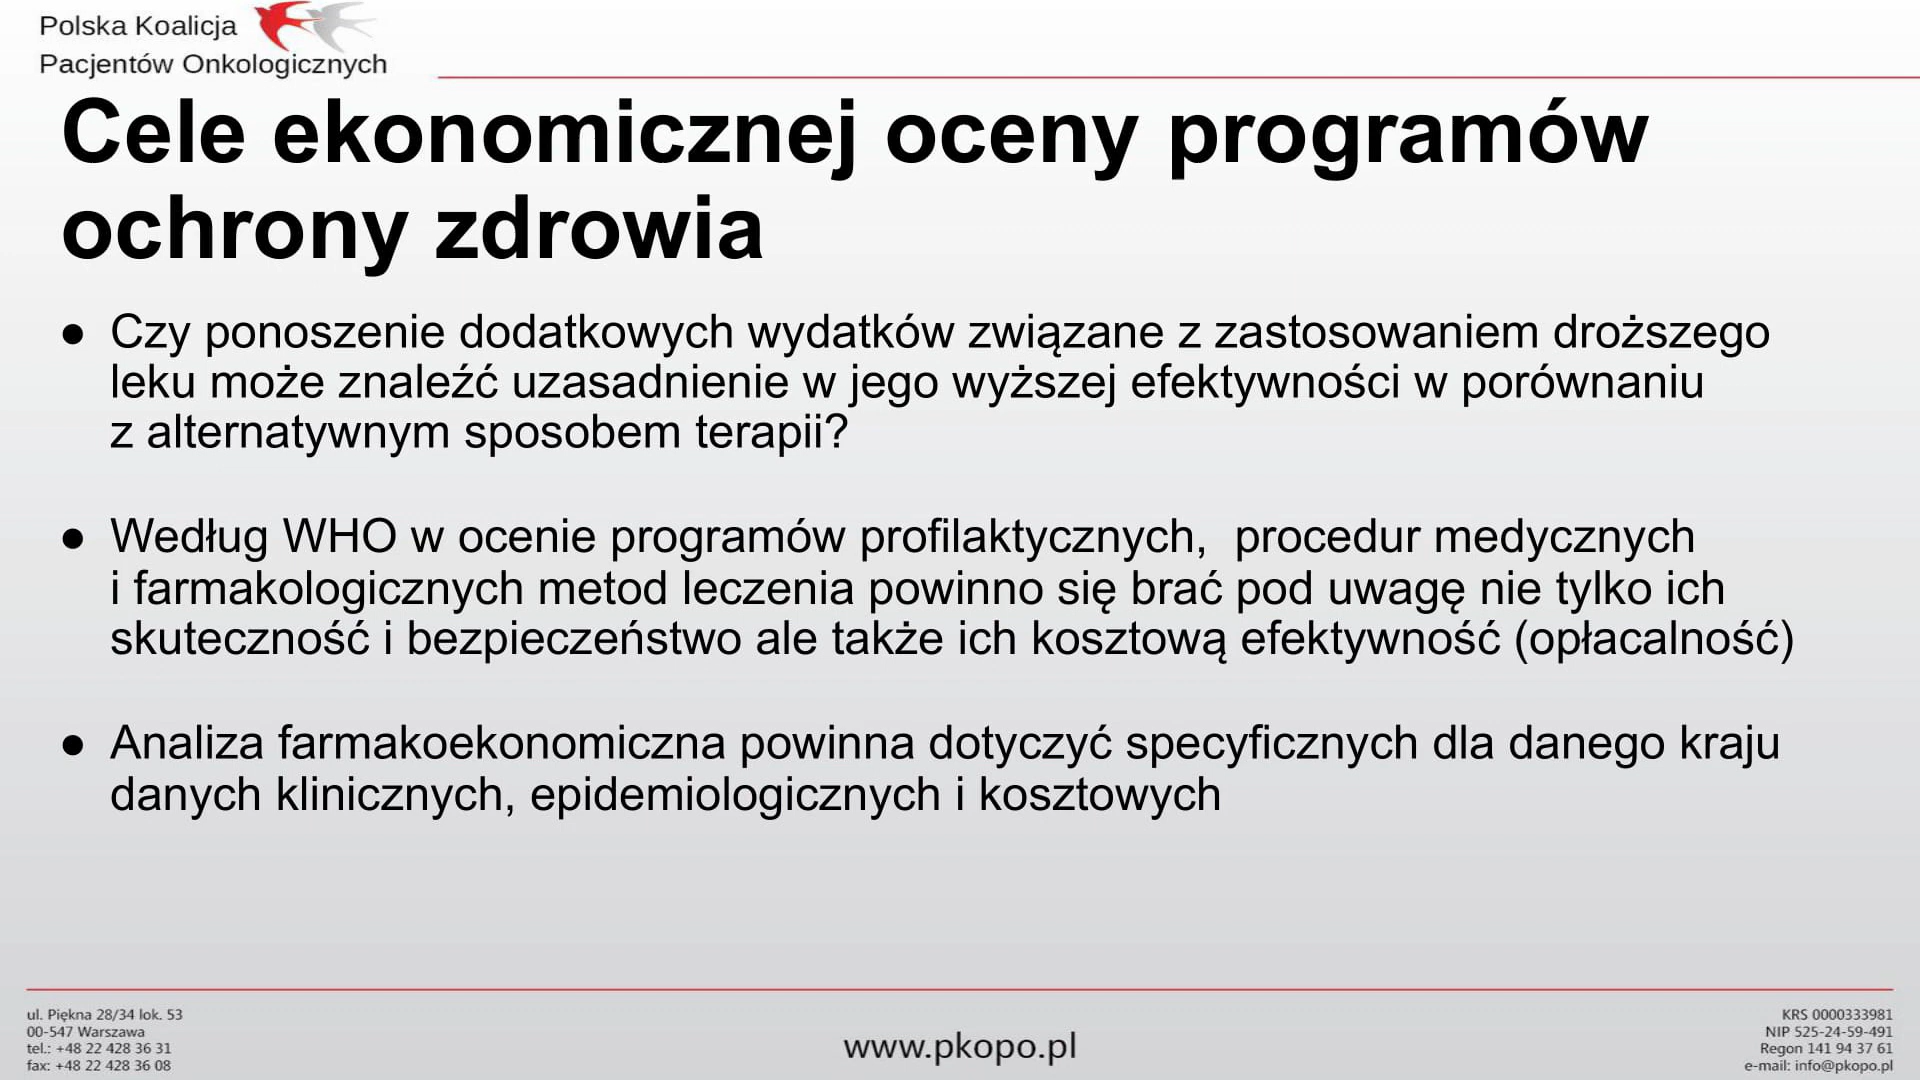 Polska Koalicja
Pacjentów Onkologicznych
Cele ekonomicznej oceny programów
ochrony zdrowia
● Czy ponoszenie dodatkowych wydatków związane z zastosowaniem droższego
leku może znaleźć uzasadnienie w jego wyższej efektywności w porównaniu
z alternatywnym sposobem terapii?
● Według WHO w ocenie programów profilaktycznych,  procedur medycznych
i farmakologicznych metod leczenia powinno się brać pod uwagę nie tylko ich
skuteczność i bezpieczeństwo ale także ich kosztową efektywność (opłacalność)
● Analiza farmakoekonomiczna powinna dotyczyć specyficznych dla danego kraju
danych klinicznych, epidemiologicznych i kosztowych
ul. Piękna 28/34 lok. 53
00-547 Warszawa
tel.: +48 22 428 36 31
fax: +48 22 428 36 08
www.pkopo.pl
KRS 0000333981
NIP 525-24-59-491
Regon 141 94 37 61
e-mail: info@pkopo.pl